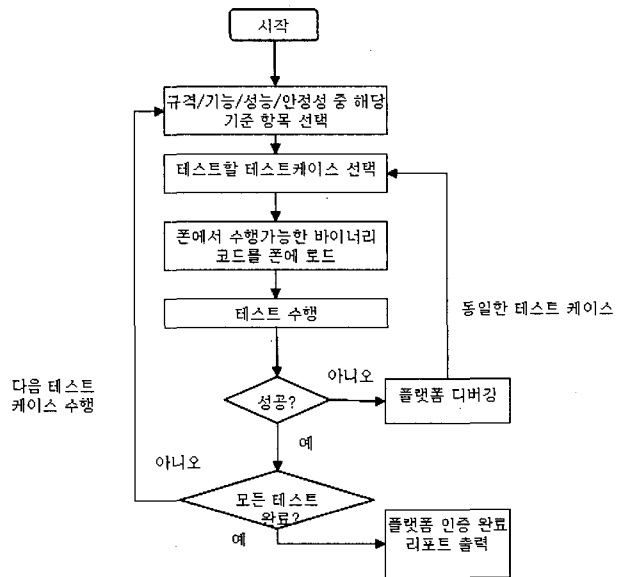 시작
규격/기능/성능/안정성 중 해당
기준 항목 선택
테스트할 테스트케이스 선택
폰에서 수행가능한 바이너리
코드를 폰에 로드
테스트 수행
동일한 테스트 케이스
다음 테스트
케이스 수행
아니오
성공?
플랫폼 디버깅
예
아니오
모든 테스트
완료?
예
플랫폼 인증 완료
리포트 출력